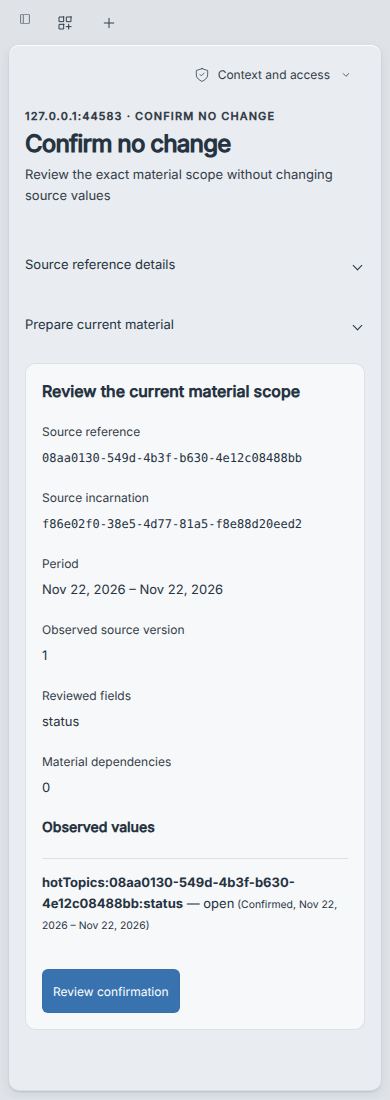 Context and access
127.0.0.1:44583 · CONFIRM NO CHANGE
Confirm no change
Review the exact material scope without changing
source values
Source reference details
Prepare current material
Review the current material scope
Source reference
08aa0130-549d-4b3f-b630-4e12c08488bb
Source incarnation
f86e02f0-38e5-4d77-81a5-f8e88d20eed2
Period
Nov 22, 2026 – Nov 22, 2026
Observed source version
1
Reviewed fields
status
Material dependencies
0
Observed values
hotTopics:08aa0130-549d-4b3f-b630-
4e12c08488bb:status — open (Confirmed, Nov 22,
2026 – Nov 22, 2026)
Review confirmation